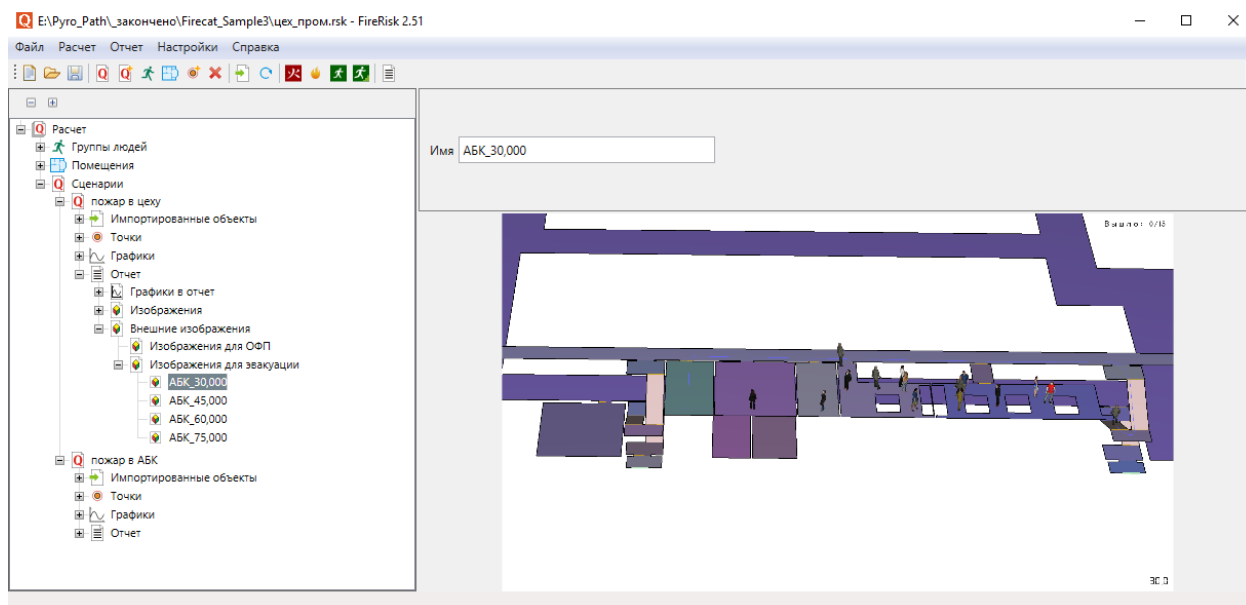 E:\Pyro_Path\_закончено\Firecat_Sample3\цех_пром.rsk - FireRisk 2.51
Файл Расчет Отчет Настройки Справка
Расчет
Группы людей
Имя АБК_30,000
Помещения
Сценарии
пожар в цеху
Импортированные объекты
Вышло: 0/13
Точки
Графики
Отчет
Графики в отчет
Изображения
Внешние изображения
Изображения для ОФП
Изображения для эвакуации
АБК_30,000
АБК_45,000
АБК_60,000
АБК_75,000
пожар в АБК
Импортированные объекты
Точки
Графики
Отчет
30.0